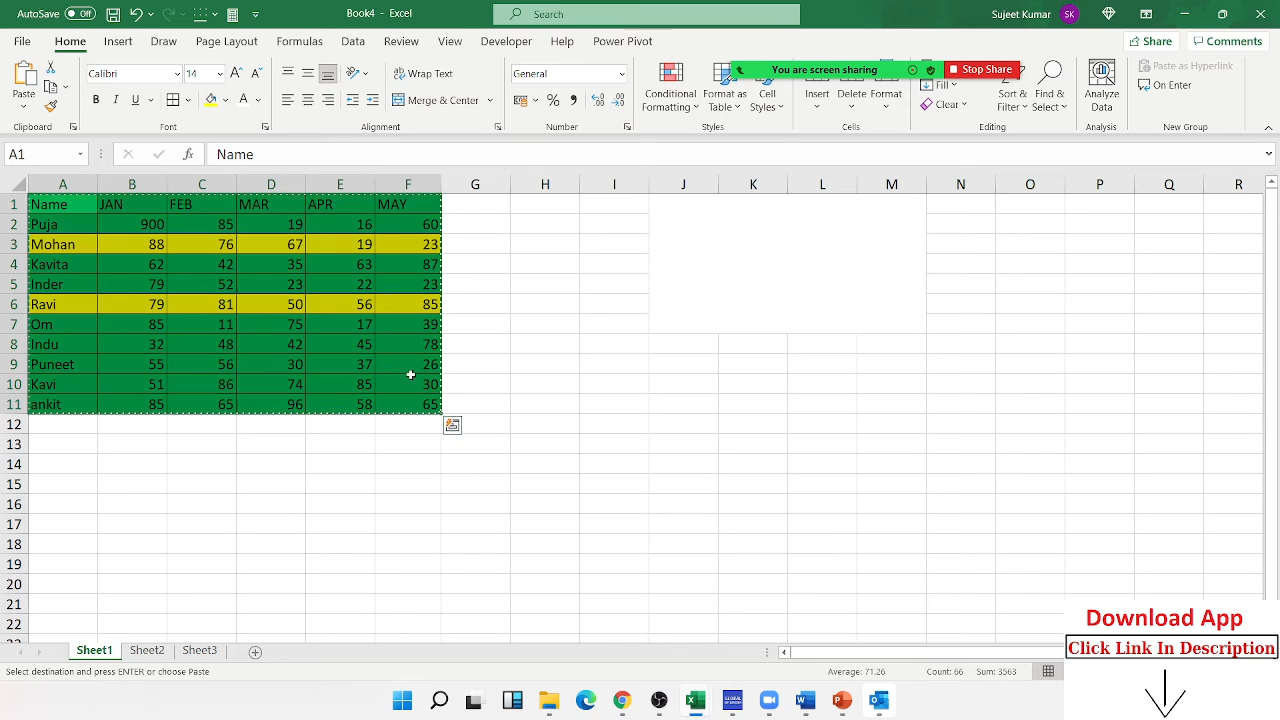 AutoSave Off
Book4 - Excel
Search
Sujeet Kumar SK
File Home Insert Draw Page Layout Formulas Data Review View Developer Help Power Pivot
Share Comments
You are screen sharing Stop Share
Paste
Calibri 14
Wrap Text
General
Conditional Formatting
Format as Table
Cell Styles
Insert Delete Format
Fill
Clear
Sort & Filter
Find & Select
Analyze Data
Paste as Hyperlink
On Enter
B I U
Merge & Center
Clipboard Font Alignment Number Styles Cells Editing Analysis New Group
A1 fx Name
A B C D E F G H I J K L M N O P Q R
1 Name JAN FEB MAR APR MAY
2 Puja 900 85 19 16 60
3 Mohan 88 76 67 19 23
4 Kavita 62 42 35 63 87
5 Inder 79 52 23 22 23
6 Ravi 79 81 50 56 85
7 Om 85 11 75 17 39
8 Indu 32 48 42 45 78
9 Puneet 55 56 30 37 26
10 Kavi 51 86 74 85 30
11 ankit 85 65 96 58 65
12
13
14
15
16
17
18
19
20
21
22
Sheet1 Sheet2 Sheet3
Select destination and press ENTER or choose Paste
Average: 71.26 Count: 66 Sum: 3563
Download App
Click Link In Description